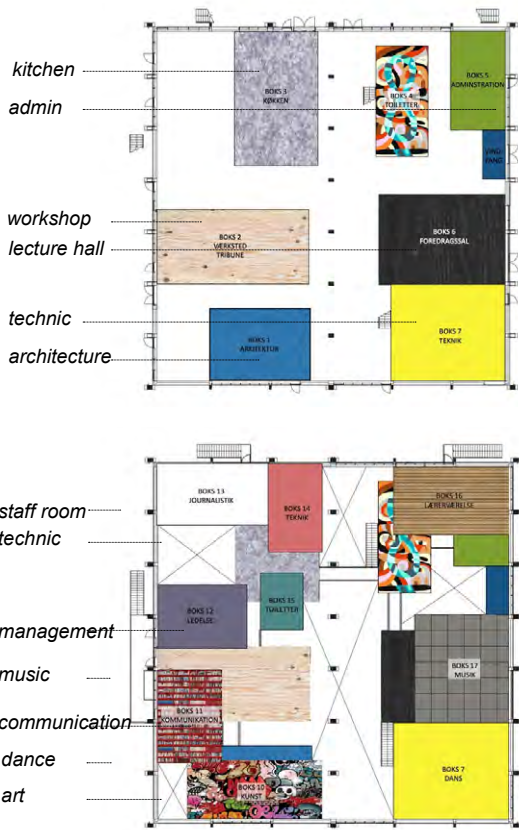 kitchen
admin
workshop
lecture hall
technic
architecture
BOKS 3
KØKKEN
BOKS 4
TOILETTER
BOKS 5
ADMINSTRATION
VIND
FANG
BOKS 2
VÆRKSTED
TRIBUNE
BOKS 6
FOREDRAGSSAL
BOKS 1
ARKITEKTUR
BOKS 7
TEKNIK
staff room
technic
management
music
communication
dance
art
BOKS 13
JOURNALISTIK
BOKS 14
TEKNIK
BOKS 16
LÆRERVÆRELSE
BOKS 12
LEDELSE
BOKS 15
TOILETTER
BOKS 17
MUSIK
BOKS 11
KOMMUNIKATION
BOKS 10
KUNST
BOKS 7
DANS